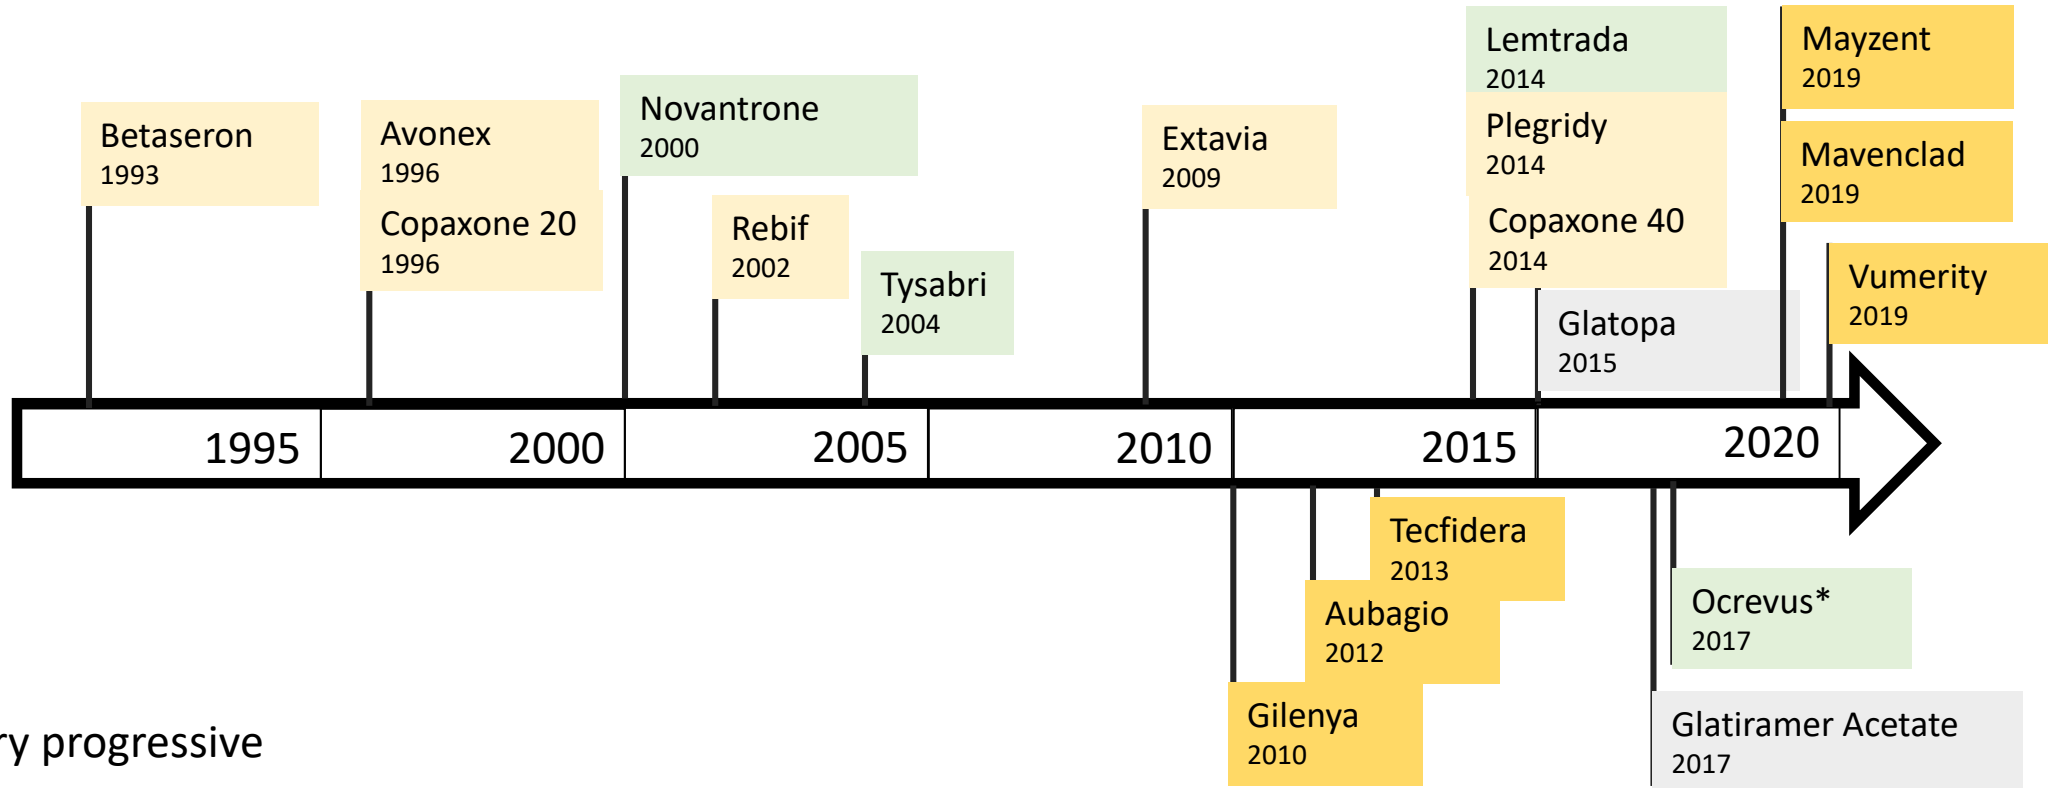 Betaseron
1993
Avonex
1996
Copaxone 20
1996
Novantrone
2000
Rebif
2002
Tysabri
2004
Extavia
2009
Lemtrada
2014
Plegridy
2014
Copaxone 40
2014
Glatopa
2015
Mayzent
2019
Mavenclad
2019
Vumerity
2019
1995
2000
2005
2010
2015
2020
Tecfidera
2013
Aubagio
2012
Gilenya
2010
Ocrevus*
2017
Glatiramer Acetate
2017
ry progressive